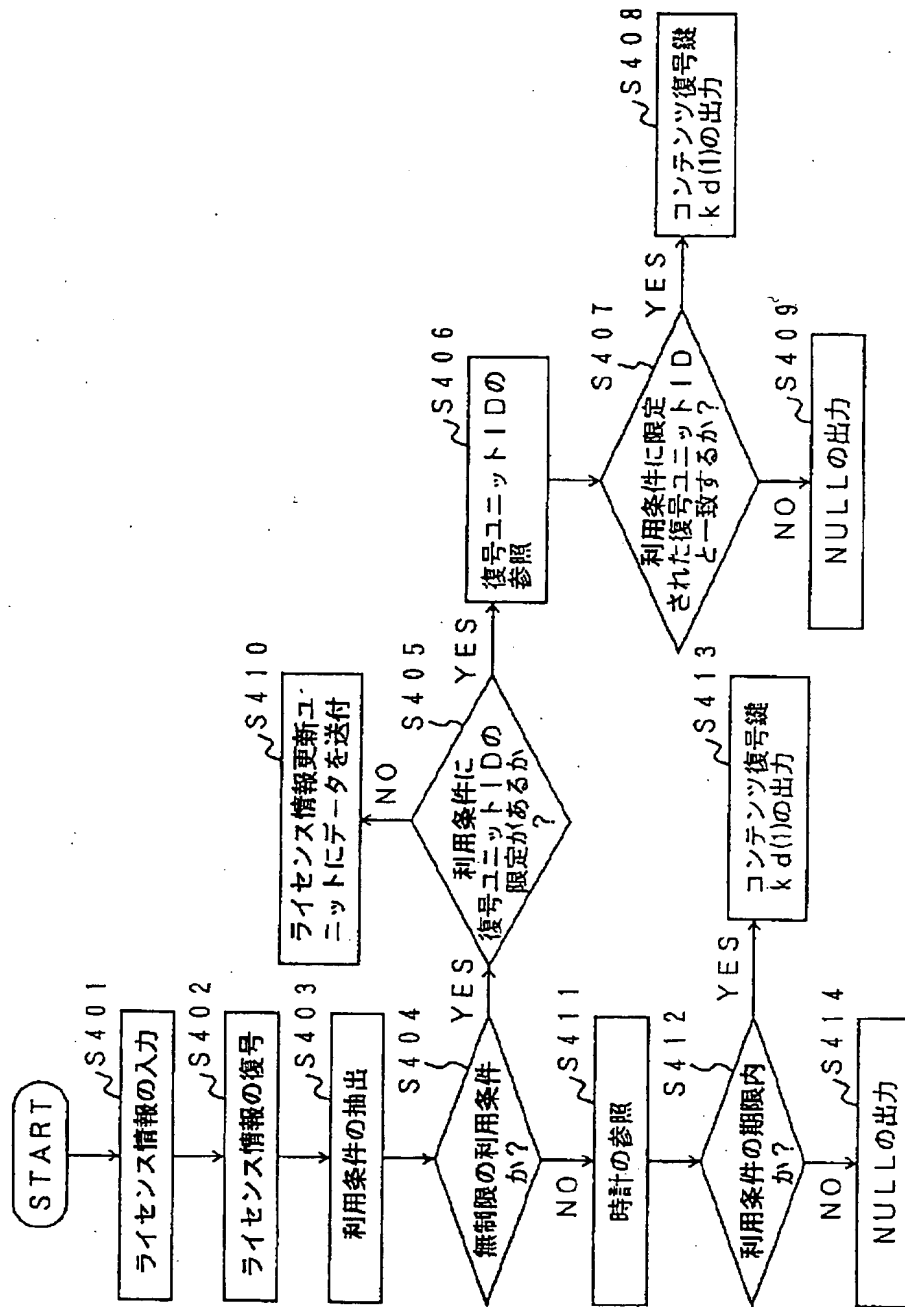 START
S401
ライセンス情報の入力
S402
ライセンス情報の復号
S403
利用条件の抽出
S404
無制限の利用条件
か?
YES
NO
S405
利用条件に
復号ユニットIDの
限定があるか
?
NO
YES
S410
ライセンス情報更新ユ
ニットにデータを送付
S406
復号ユニットIDの
参照
S407
利用条件に限定
された復号ユニットID
と一致するか?
YES
NO
S408
コンテンツ復号鍵
kd(1)の出力
S409
NULLの出力
S411
時計の参照
S412
利用条件の期限内
か?
YES
NO
S413
コンテンツ復号鍵
kd(1)の出力
S414
NULLの出力